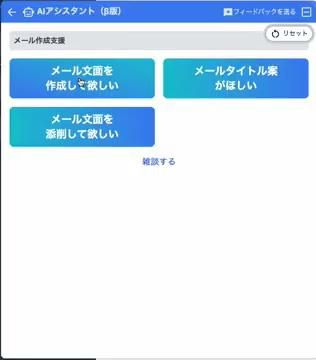 AIアシスタント（β版）
フィードバックを送る
リセット
メール作成支援
メール文面を
作成して欲しい
メールタイトル案
がほしい
メール文面を
添削して欲しい
雑談する